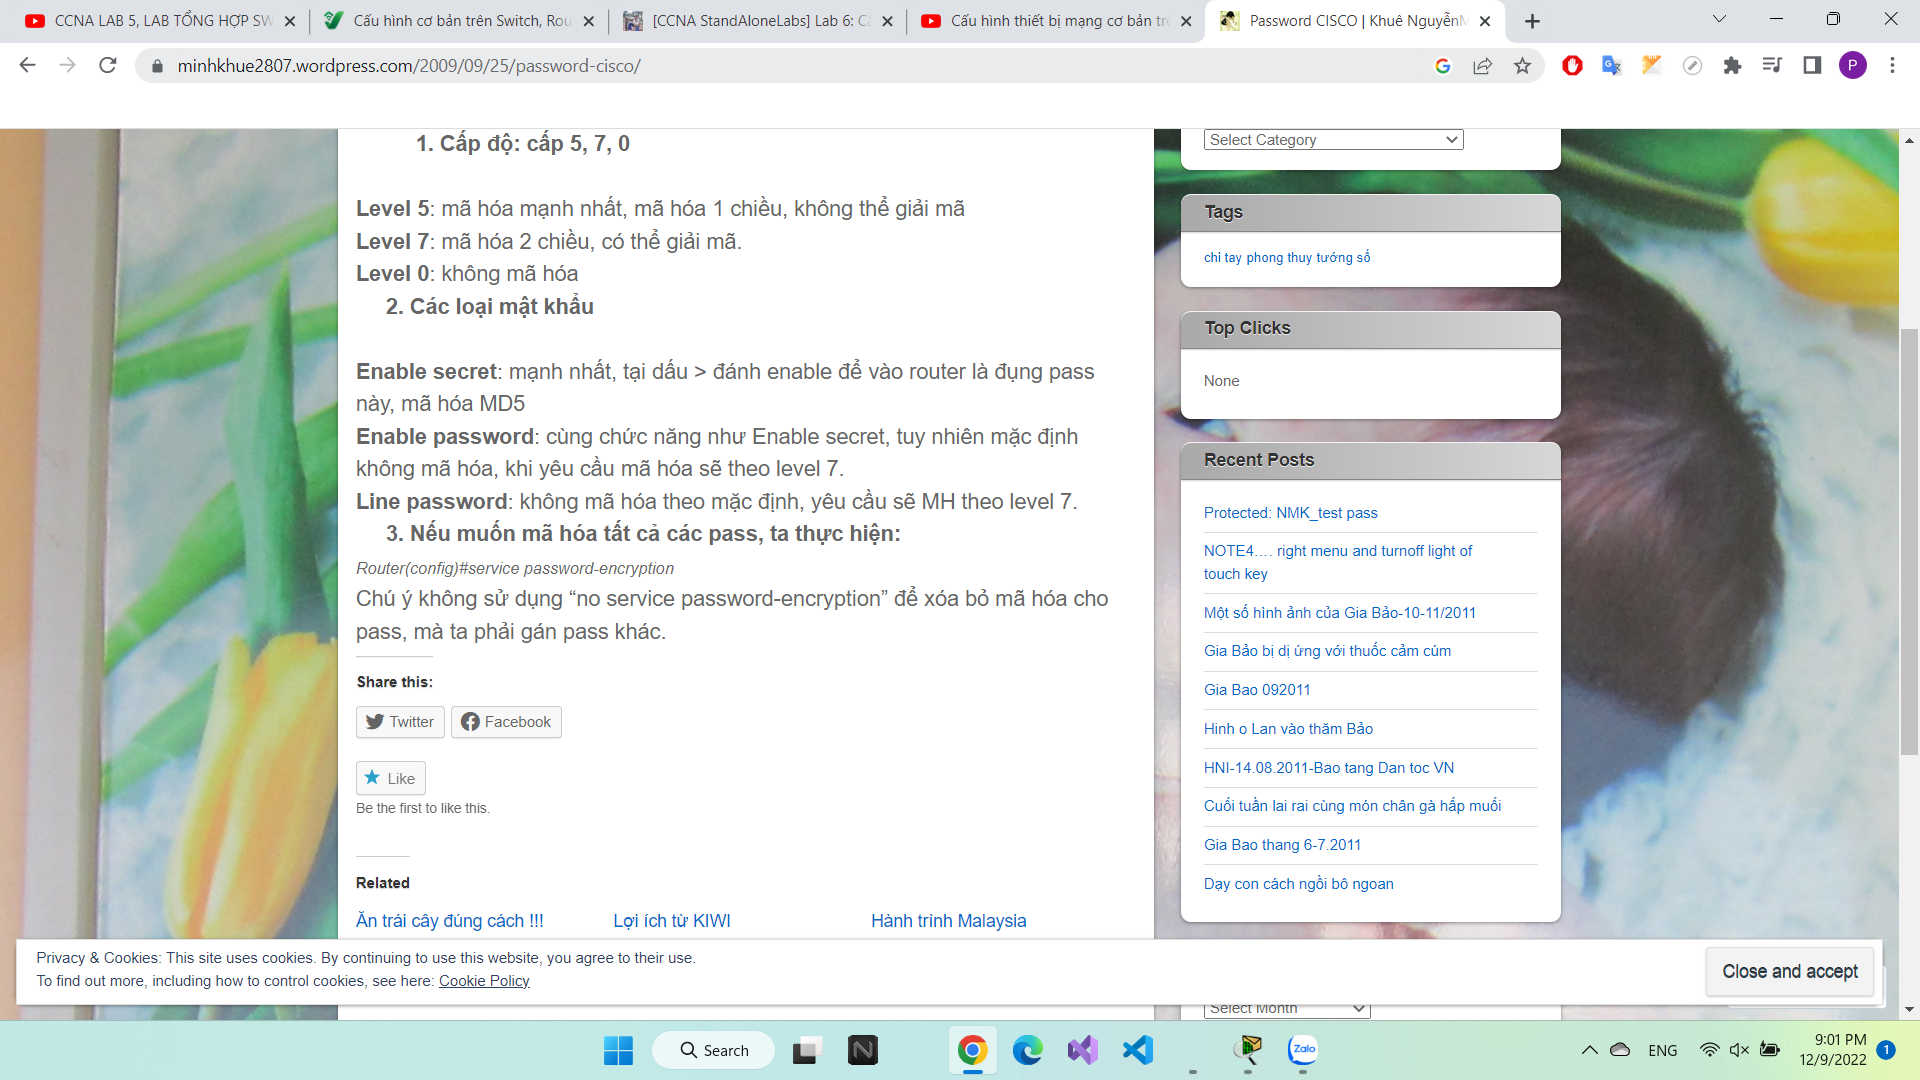 CCNA LAB 5, LAB TỔNG HỢP SW
Cấu hình cơ bản trên Switch, Rou
[CCNA StandAloneLabs] Lab 6: Cấ
Cấu hình thiết bị mạng cơ bản trê
Password CISCO | Khuê NguyễnM
minhkhue2807.wordpress.com/2009/09/25/password-cisco/
P
1. Cấp độ: cấp 5, 7, 0
Level 5: mã hóa mạnh nhất, mã hóa 1 chiều, không thể giải mã
Level 7: mã hóa 2 chiều, có thể giải mã.
Level 0: không mã hóa
2. Các loại mật khẩu
Enable secret: mạnh nhất, tại dấu > đánh enable để vào router là đụng pass
này, mã hóa MD5
Enable password: cùng chức năng như Enable secret, tuy nhiên mặc định
không mã hóa, khi yêu cầu mã hóa sẽ theo level 7.
Line password: không mã hóa theo mặc định, yêu cầu sẽ MH theo level 7.
3. Nếu muốn mã hóa tất cả các pass, ta thực hiện:
Router(config)#service password-encryption
Chú ý không sử dụng “no service password-encryption” để xóa bỏ mã hóa cho
pass, mà ta phải gán pass khác.
Share this:
Twitter
Facebook
Like
Be the first to like this.
Related
Ăn trái cây đúng cách !!!
Lợi ích từ KIWI
Hành trình Malaysia
Select Category
Tags
chi tay phong thuy tướng số
Top Clicks
None
Recent Posts
Protected: NMK_test pass
NOTE4…. right menu and turnoff light of
touch key
Một số hình ảnh của Gia Bảo-10-11/2011
Gia Bảo bị dị ứng với thuốc cảm cúm
Gia Bao 092011
Hinh o Lan vào thăm Bảo
HNI-14.08.2011-Bao tang Dan toc VN
Cuối tuần lai rai cùng món chân gà hấp muối
Gia Bao thang 6-7.2011
Dạy con cách ngồi bô ngoan
Privacy & Cookies: This site uses cookies. By continuing to use this website, you agree to their use.
To find out more, including how to control cookies, see here: Cookie Policy
Close and accept
Select Month
Search
Zalo
ENG
9:01 PM
12/9/2022
1